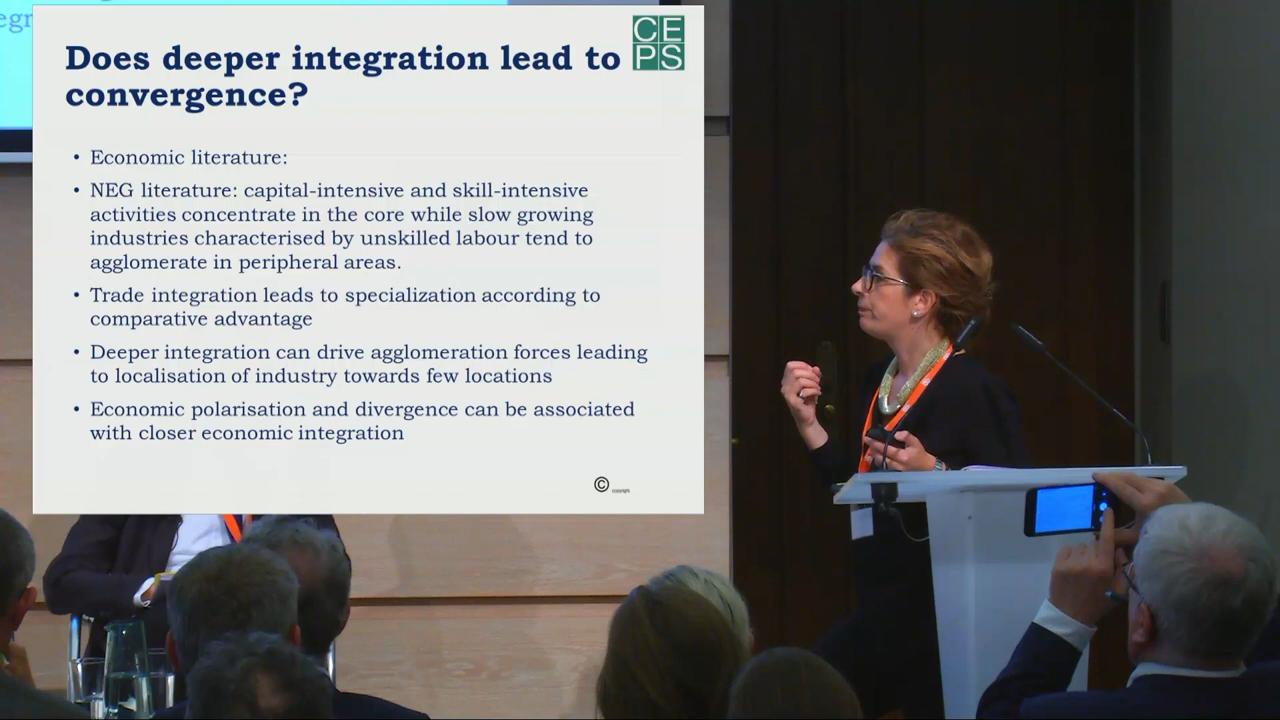 egr
Does deeper integration lead to
convergence?
CE
PS
• Economic literature:
• NEG literature: capital-intensive and skill-intensive
activities concentrate in the core while slow growing
industries characterised by unskilled labour tend to
agglomerate in peripheral areas.
• Trade integration leads to specialization according to
comparative advantage
• Deeper integration can drive agglomeration forces leading
to localisation of industry towards few locations
• Economic polarisation and divergence can be associated
with closer economic integration
© copyright